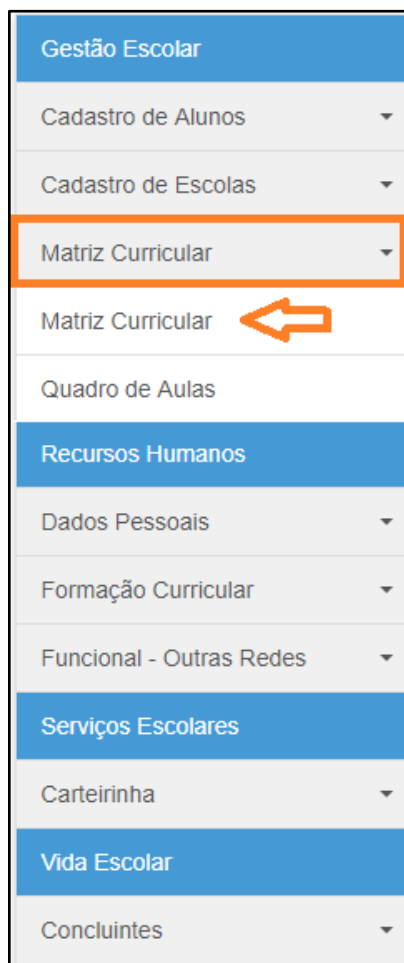 Gestão Escolar
Cadastro de Alunos
Cadastro de Escolas
Matriz Curricular
Matriz Curricular
Quadro de Aulas
Recursos Humanos
Dados Pessoais
Formação Curricular
Funcional - Outras Redes
Serviços Escolares
Carteirinha
Vida Escolar
Concluintes